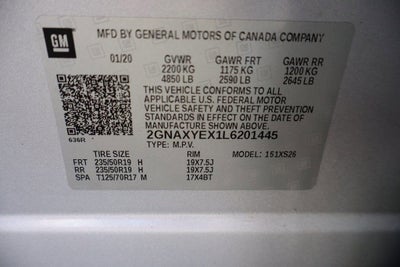 GM
MFD BY GENERAL MOTORS OF CANADA COMPANY
01/20 GVWR GAWR FRT GAWR RR
2200 KG 1175 KG 1200 KG
4850 LB 2590 LB 2645 LB
THIS VEHICLE CONFORMS TO ALL
APPLICABLE U.S. FEDERAL MOTOR
VEHICLE SAFETY AND THEFT PREVENTION
STANDARDS IN EFFECT ON THE DATE OF
MANUFACTURE SHOWN ABOVE.
636R
2GNAXYEX1L6201445
TYPE: M.P.V. MODEL: 151XS26
TIRE SIZE SPEED RTG RIM
FRT 235/50R19 H 19X7.5J
RR 235/50R19 H 19X7.5J
SPA T125/70R17 M 17X4BT